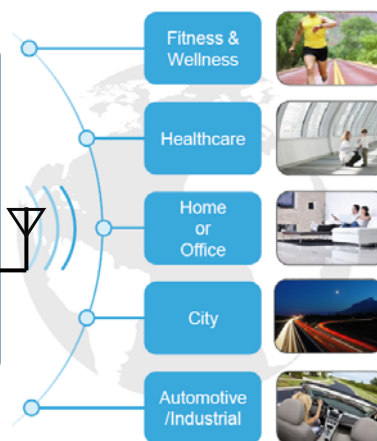 Fitness &
Wellness
Healthcare
Home
or
Office
City
Automotive
/Industrial